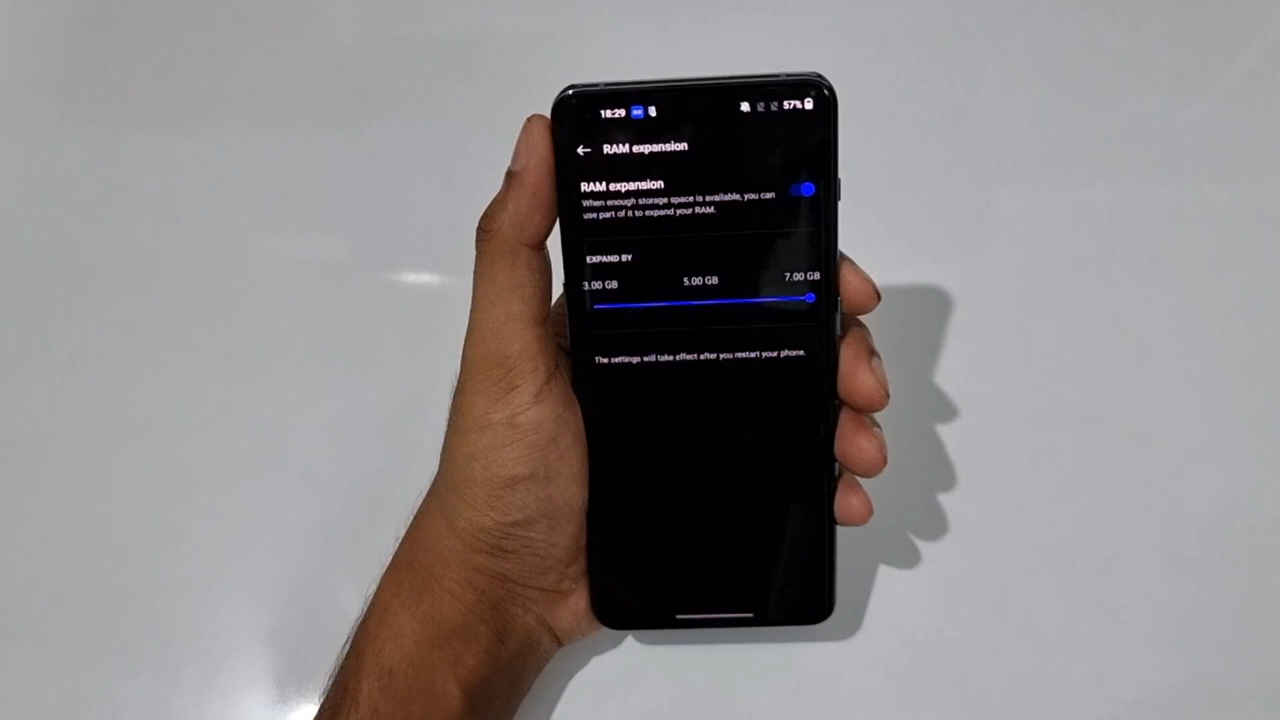 18:29 57%
RAM expansion
RAM expansion
When enough storage space is available, you can
use part of it to expand your RAM.
EXPAND BY
3.00 GB 5.00 GB 7.00 GB
The settings will take effect after you restart your phone.